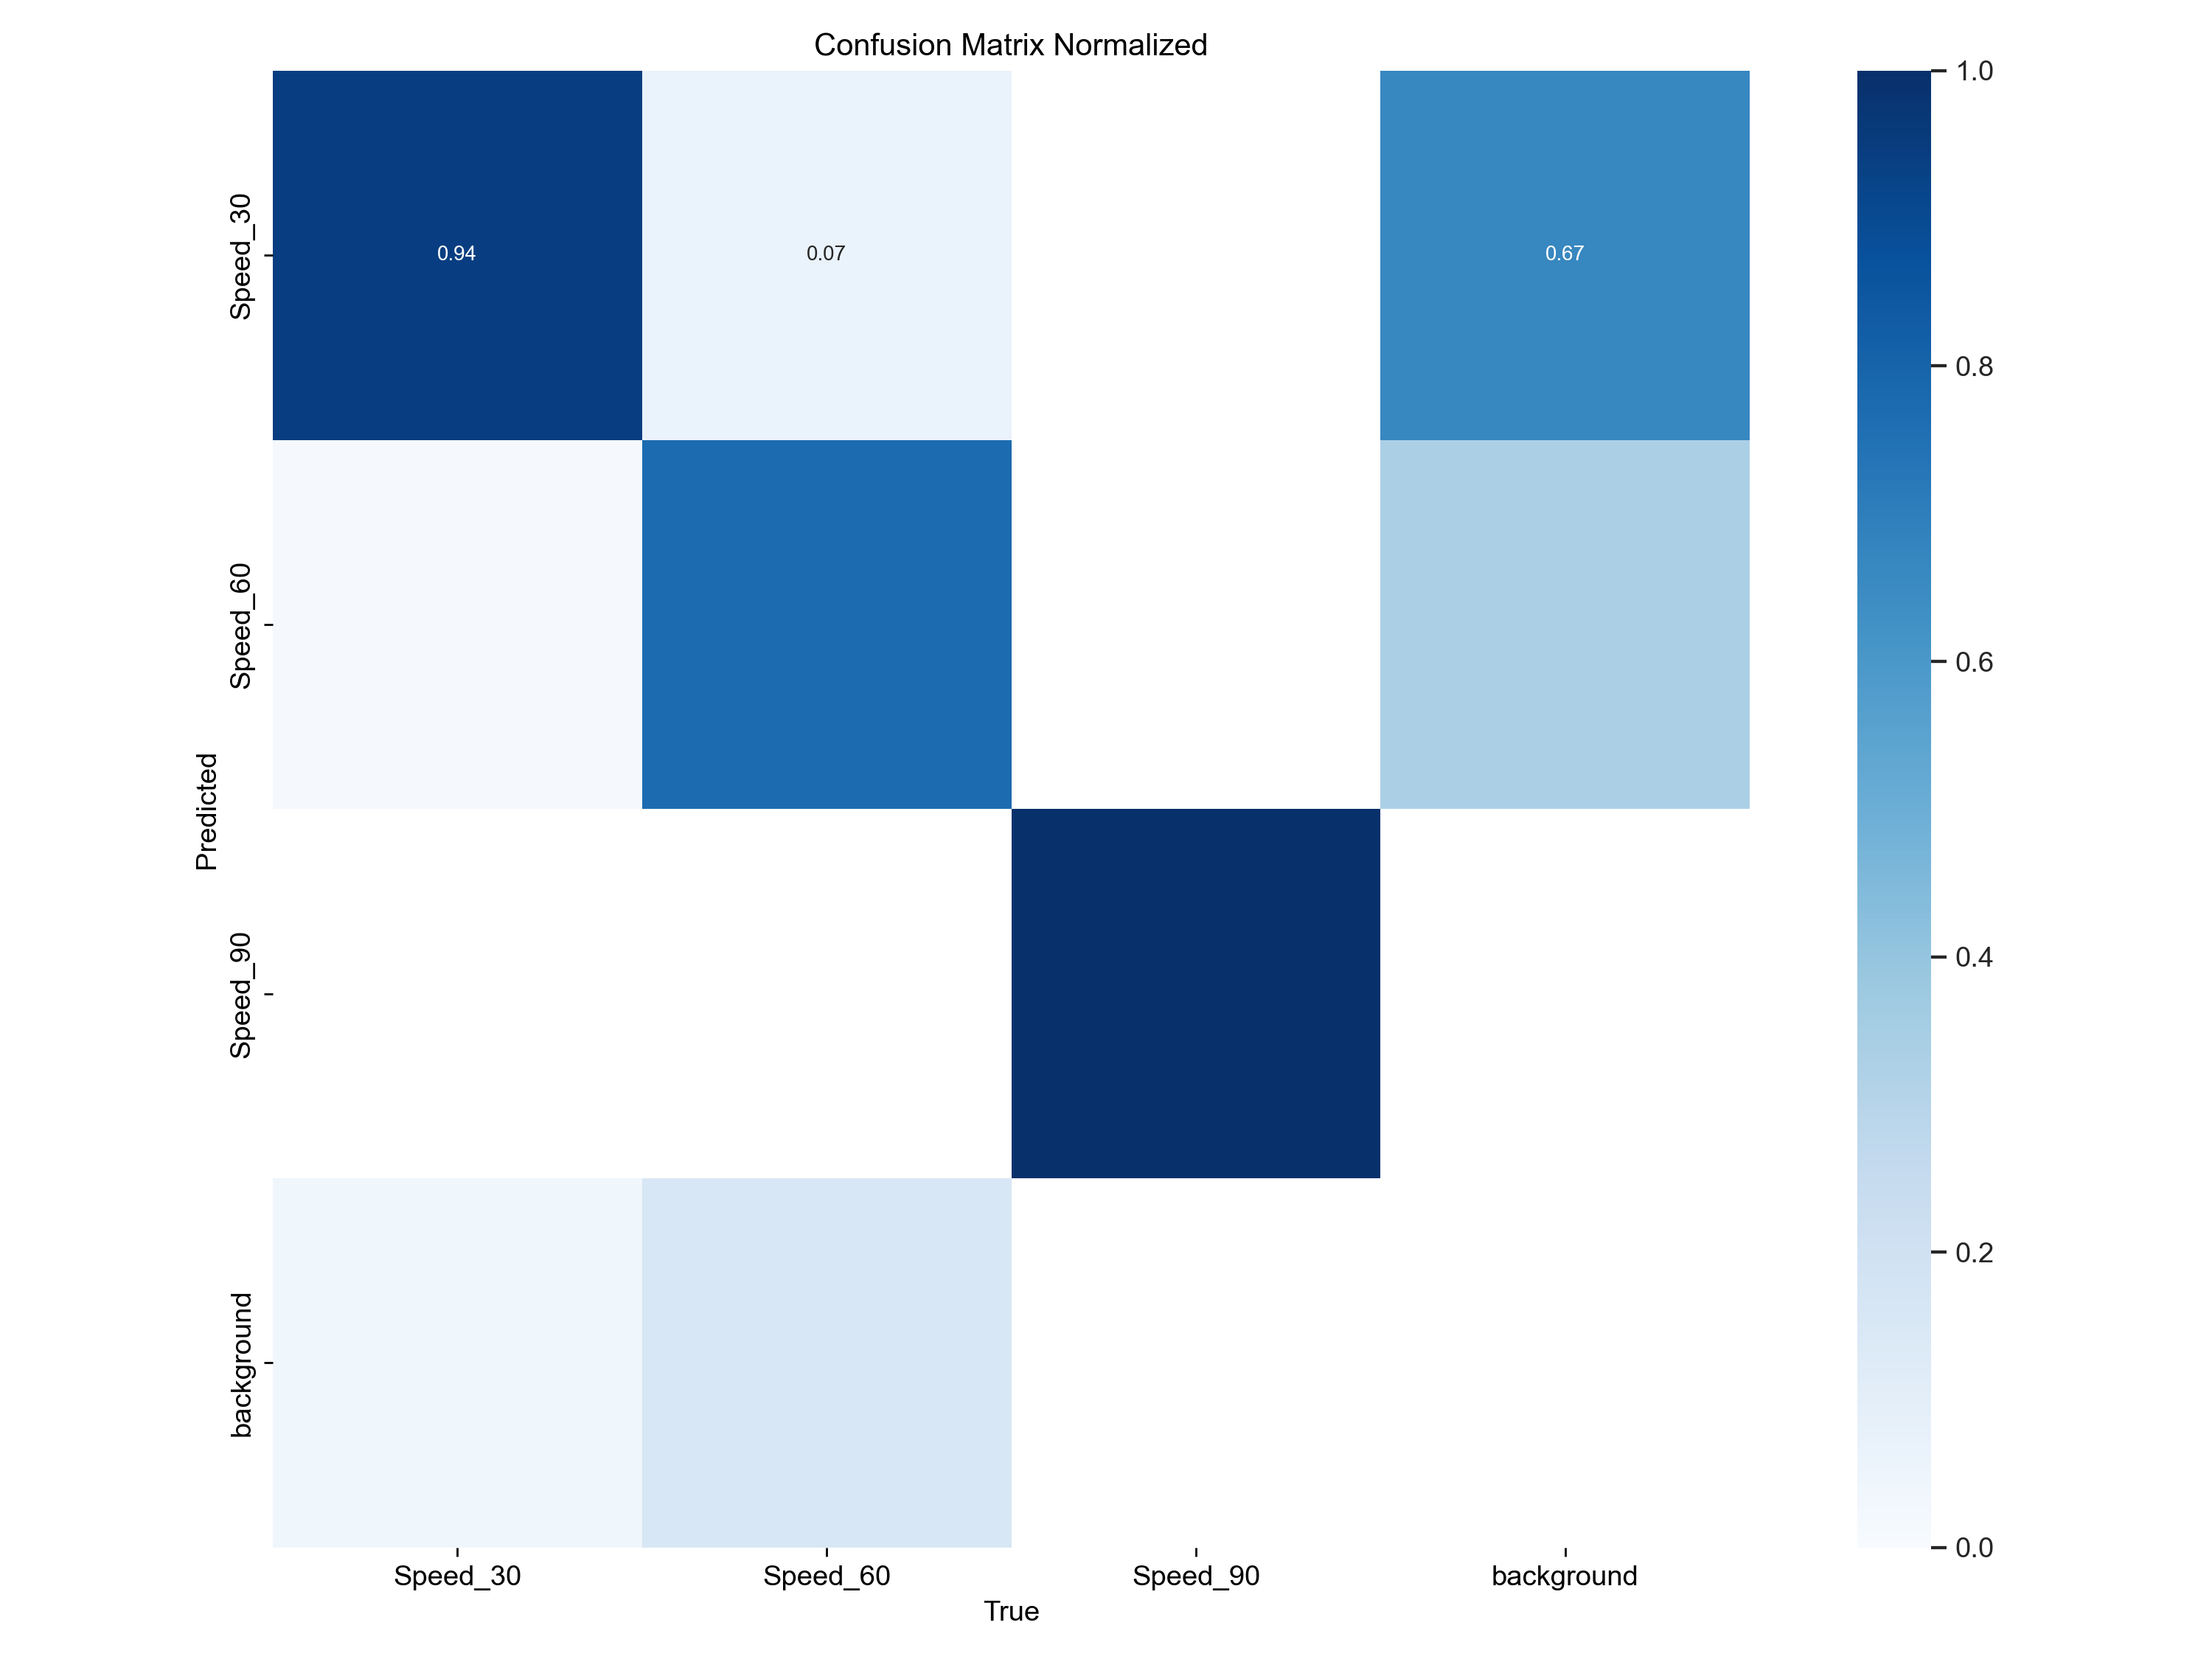 Confusion Matrix Normalized
1.0
0.8
0.6
0.4
0.2
0.0
Speed_30
Speed_60
Speed_90
background
Predicted
0.94
0.07
0.67
Speed_30
Speed_60
Speed_90
background
True